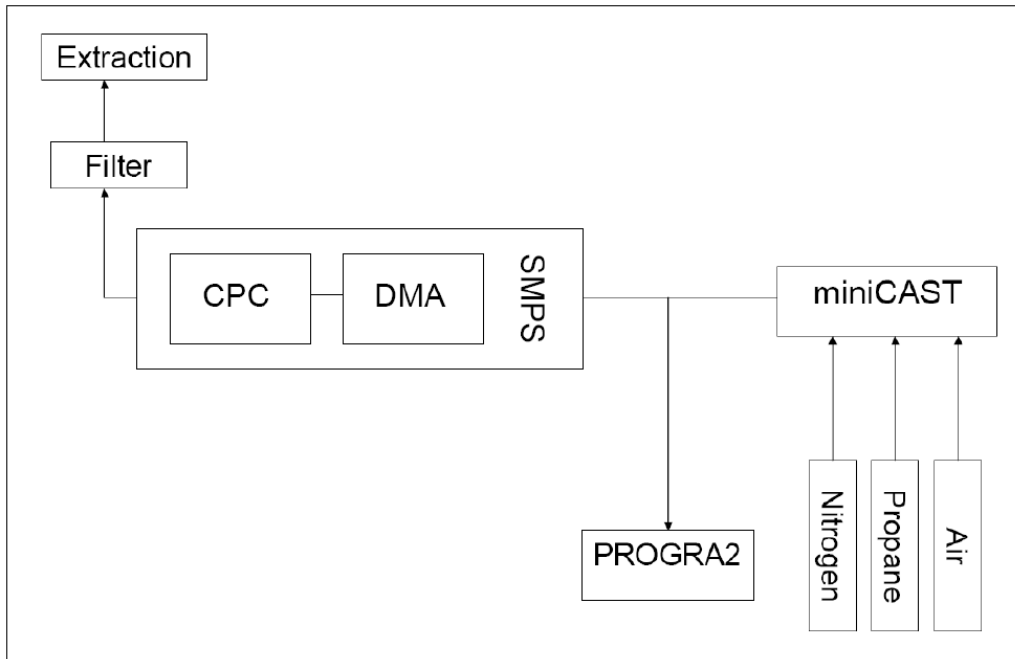 Extraction
Filter
CPC
DMA
SMPS
miniCAST
Nitrogen
Propane
Air
PROGRA2